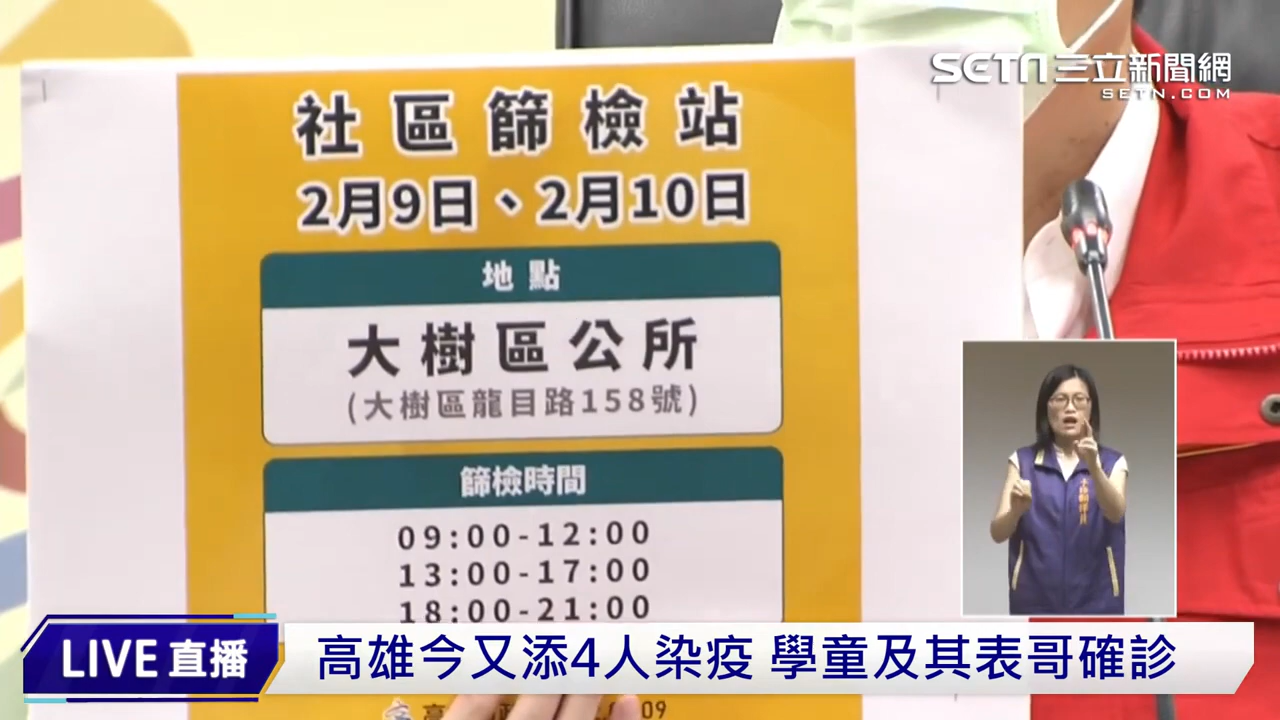 SETN三立新聞網
SETN.COM
社區篩檢站
2月9日、2月10日
地點
大樹區公所
(大樹區龍目路158號)
篩檢時間
09:00-12:00
13:00-17:00
18:00-21:00
LIVE 直播
高雄今又添4人染疫 學童及其表哥確診